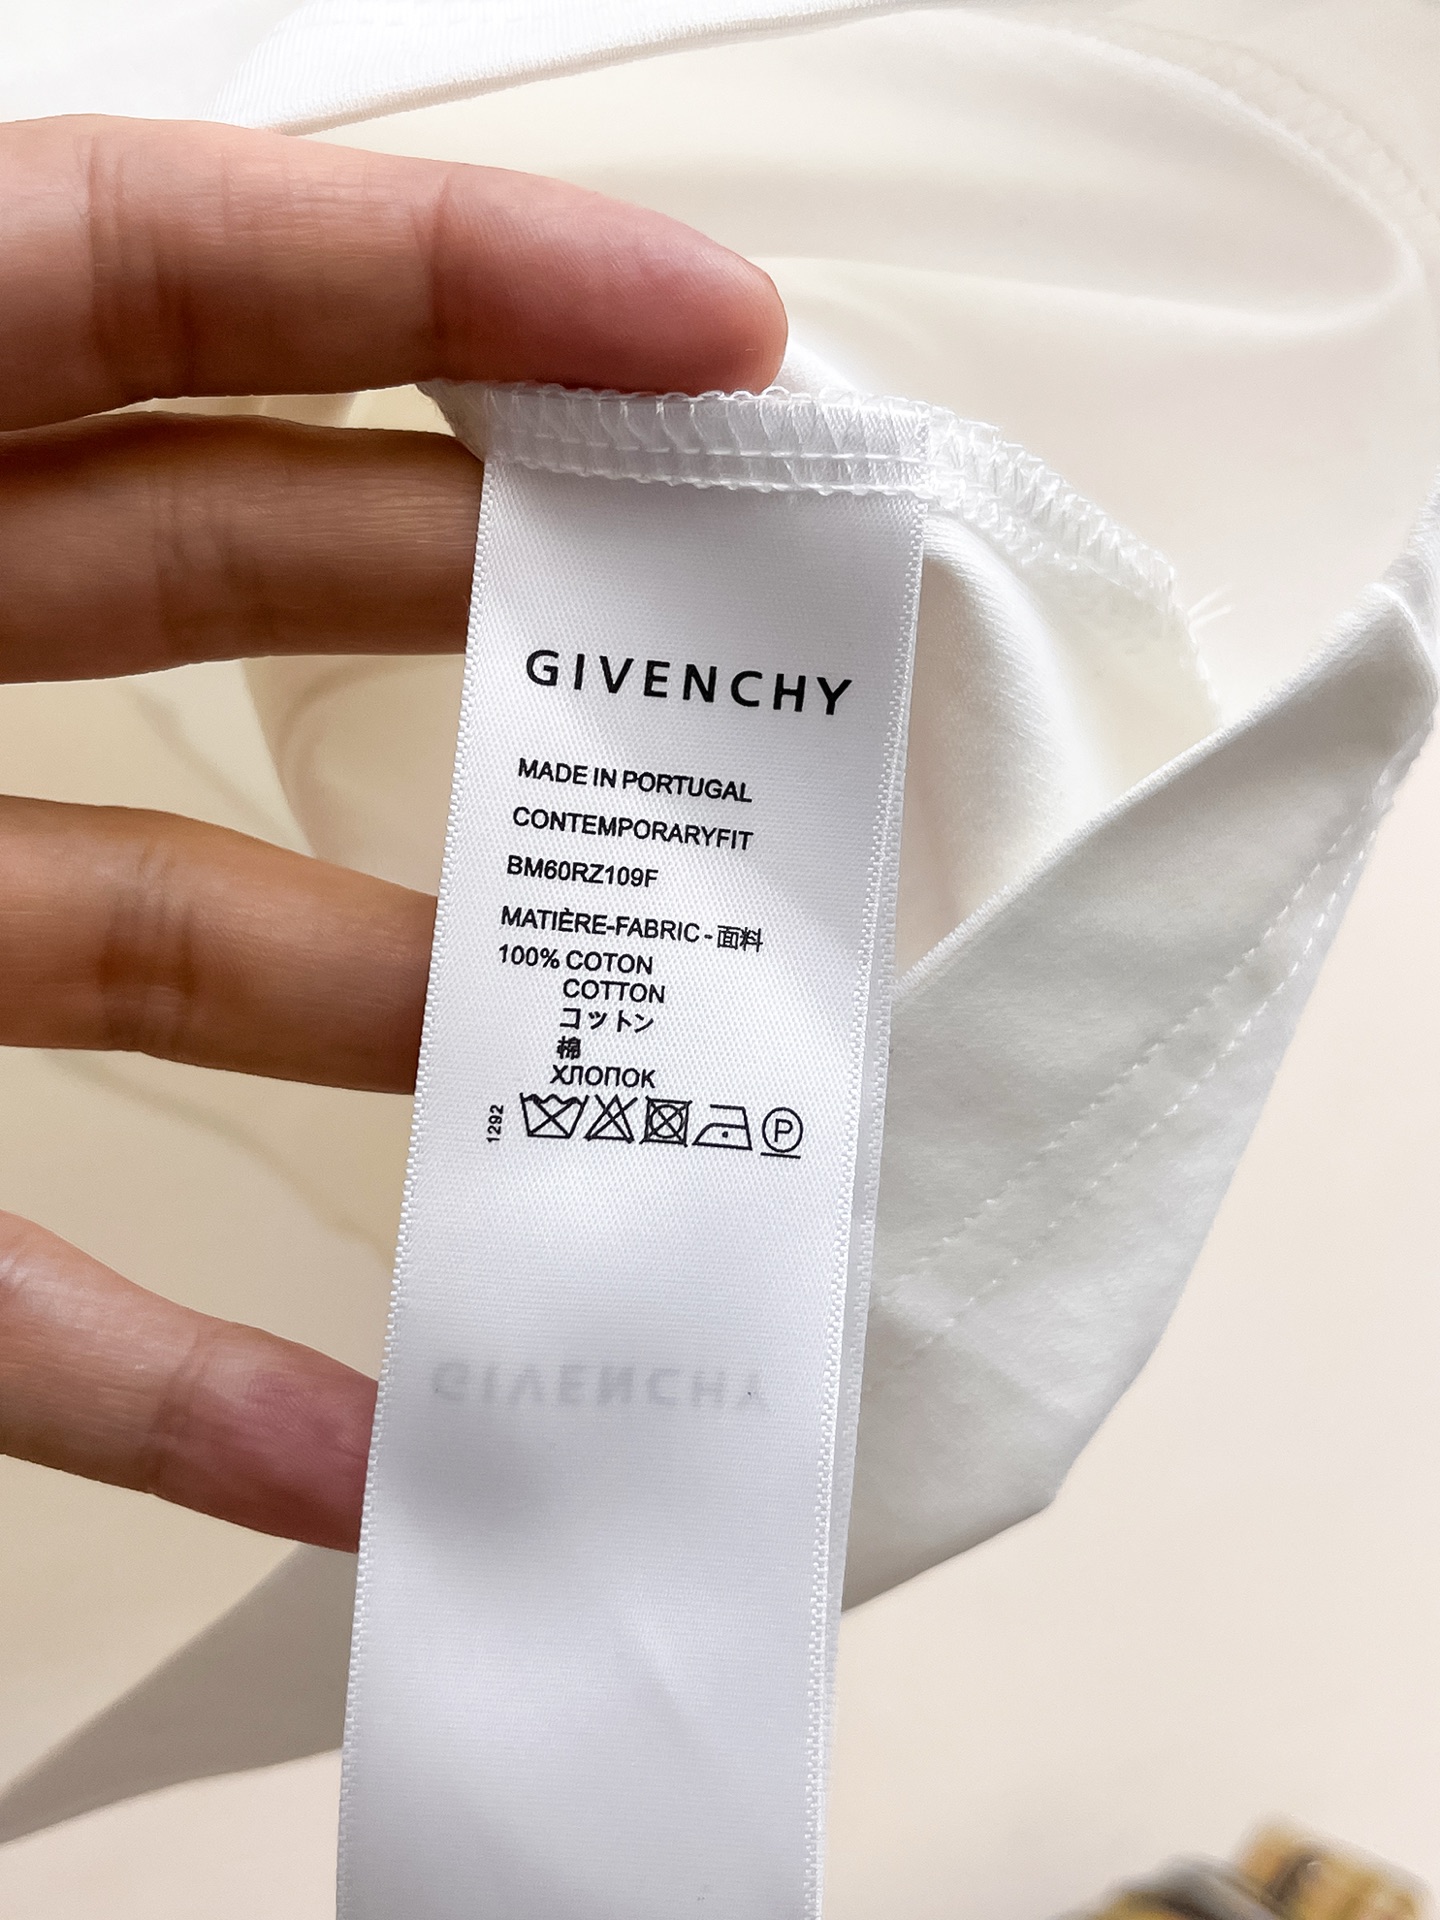 GIVENCHY
MADE IN PORTUGAL
CONTEMPORARYFIT
BM60RZ109F
MATIÈRE-FABRIC - 面料
100% COTON
COTTON
コットン
棉
ХЛОПОК
1292
P
GIVENCHY